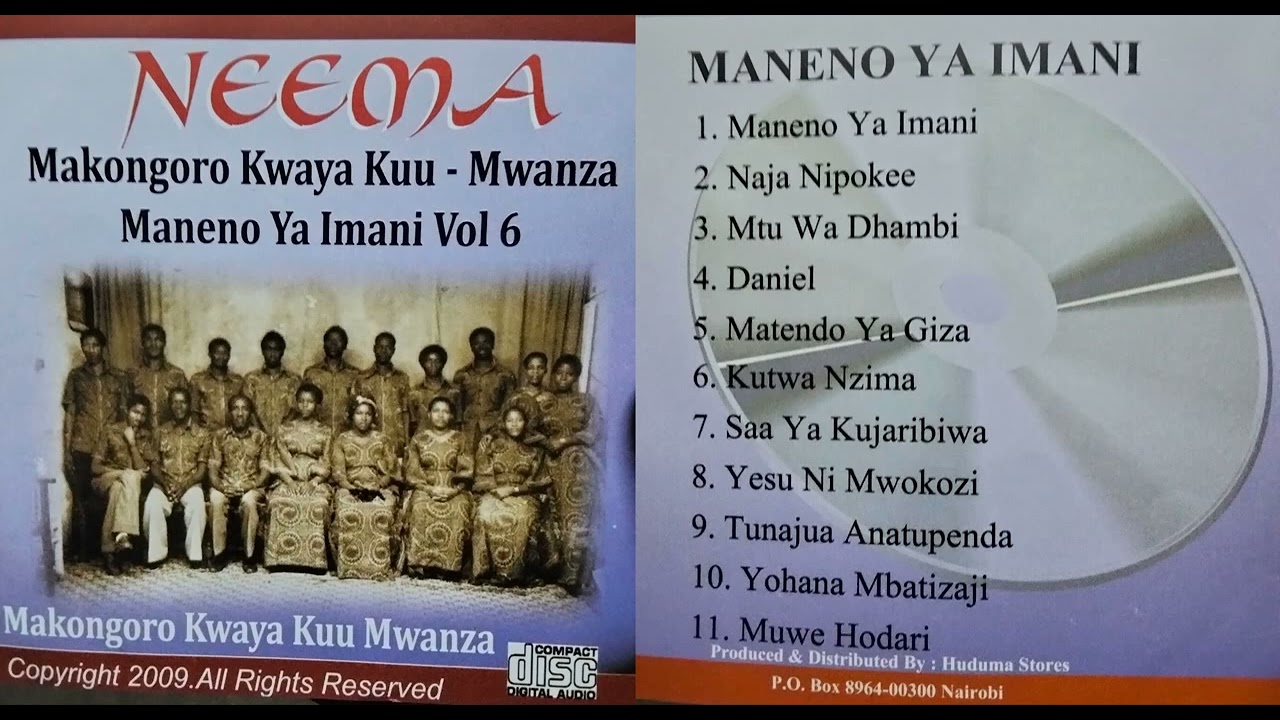 NEEMA
Makongoro Kwaya Kuu - Mwanza
Maneno Ya Imani Vol 6
Makongoro Kwaya Kuu Mwanza
COMPACT
disc
DIGITAL AUDIO
Copyright 2009.All Rights Reserved
MANENO YA IMANI
1. Maneno Ya Imani
2. Naja Nipokee
3. Mtu Wa Dhambi
4. Daniel
5. Matendo Ya Giza
6. Kutwa Nzima
7. Saa Ya Kujaribiwa
8. Yesu Ni Mwokozi
9. Tunajua Anatupenda
10. Yohana Mbatizaji
11. Muwe Hodari
Produced & Distributed By : Huduma Stores
P.O. Box 8964-00300 Nairobi